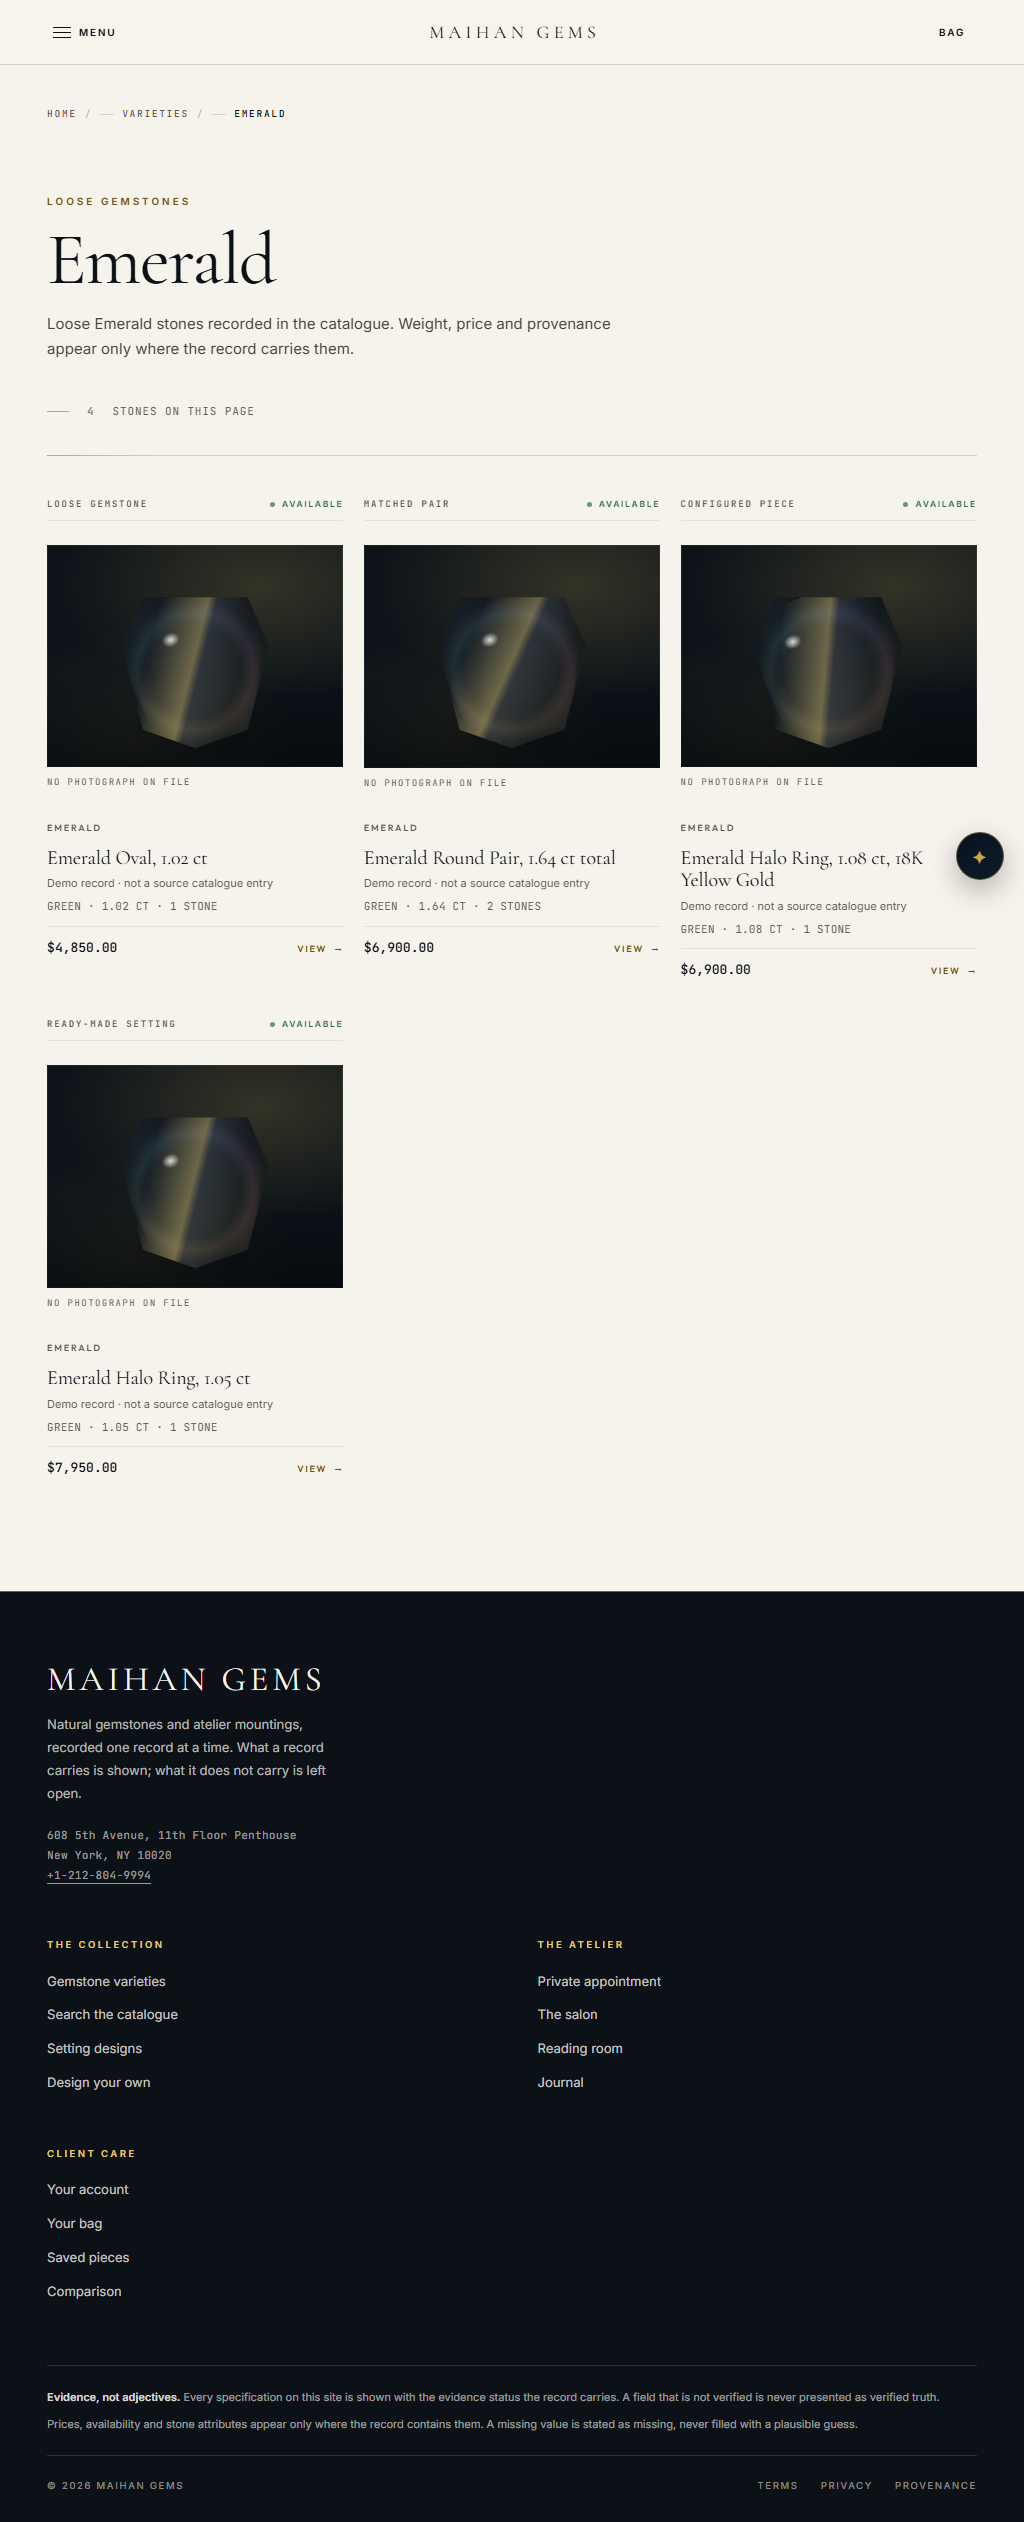 MENU
MAIHAN GEMS
BAG
HOME / — VARIETIES / — EMERALD
LOOSE GEMSTONES
Emerald
Loose Emerald stones recorded in the catalogue. Weight, price and provenance
appear only where the record carries them.
4 STONES ON THIS PAGE
LOOSE GEMSTONE
AVAILABLE
NO PHOTOGRAPH ON FILE
EMERALD
Emerald Oval, 1.02 ct
Demo record · not a source catalogue entry
GREEN · 1.02 CT · 1 STONE
$4,850.00
VIEW →
MATCHED PAIR
AVAILABLE
NO PHOTOGRAPH ON FILE
EMERALD
Emerald Round Pair, 1.64 ct total
Demo record · not a source catalogue entry
GREEN · 1.64 CT · 2 STONES
$6,900.00
VIEW →
CONFIGURED PIECE
AVAILABLE
NO PHOTOGRAPH ON FILE
EMERALD
Emerald Halo Ring, 1.08 ct, 18K
Yellow Gold
Demo record · not a source catalogue entry
GREEN · 1.08 CT · 1 STONE
$6,900.00
VIEW →
READY-MADE SETTING
AVAILABLE
NO PHOTOGRAPH ON FILE
EMERALD
Emerald Halo Ring, 1.05 ct
Demo record · not a source catalogue entry
GREEN · 1.05 CT · 1 STONE
$7,950.00
VIEW →
MAIHAN GEMS
Natural gemstones and atelier mountings,
recorded one record at a time. What a record
carries is shown; what it does not carry is left
open.
608 5th Avenue, 11th Floor Penthouse
New York, NY 10020
+1-212-804-9994
THE COLLECTION
Gemstone varieties
Search the catalogue
Setting designs
Design your own
THE ATELIER
Private appointment
The salon
Reading room
Journal
CLIENT CARE
Your account
Your bag
Saved pieces
Comparison
Evidence, not adjectives. Every specification on this site is shown with the evidence status the record carries. A field that is not verified is never presented as verified truth.
Prices, availability and stone attributes appear only where the record contains them. A missing value is stated as missing, never filled with a plausible guess.
© 2026 MAIHAN GEMS
TERMS
PRIVACY
PROVENANCE